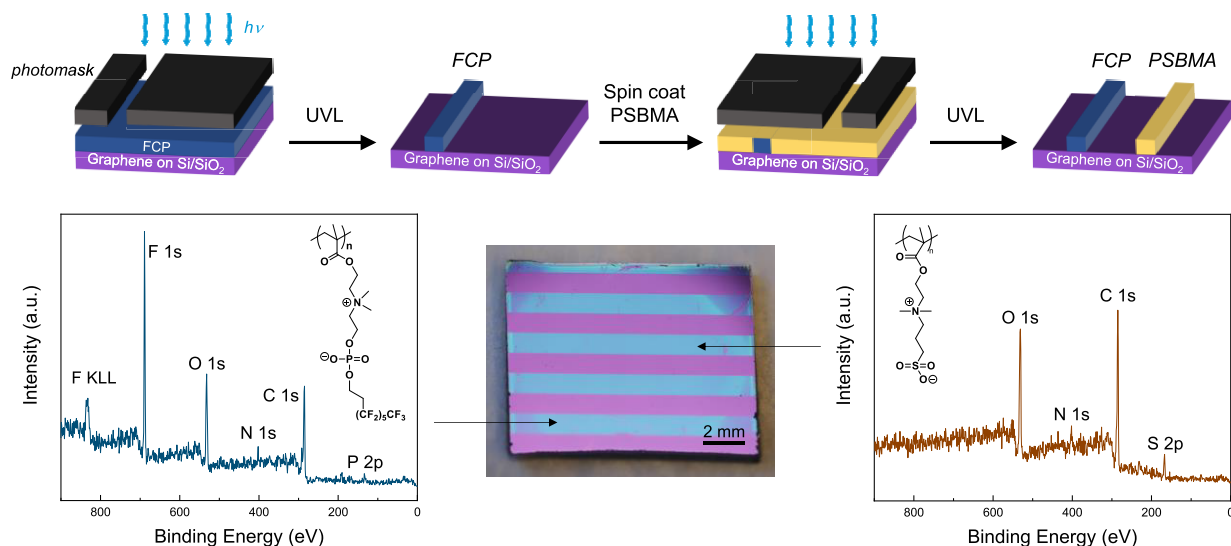 hν
photomask
FCP
Graphene on Si/SiO₂
UVL
FCP
Graphene on Si/SiO₂
Spin coat
PSBMA
Graphene on Si/SiO₂
UVL
FCP
PSBMA
Graphene on Si/SiO₂
Intensity (a.u.)
F KLL
F 1s
O 1s
N 1s
C 1s
P 2p
n
O
O
N
⊕
O
⊖O-P=O
O
(CF₂)₅CF₃
800
600
400
200
0
Binding Energy (eV)
2 mm
Intensity (a.u.)
n
O
O
⊕
N
O=S=O
O⊖
O 1s
N 1s
C 1s
S 2p
800
600
400
200
0
Binding Energy (eV)